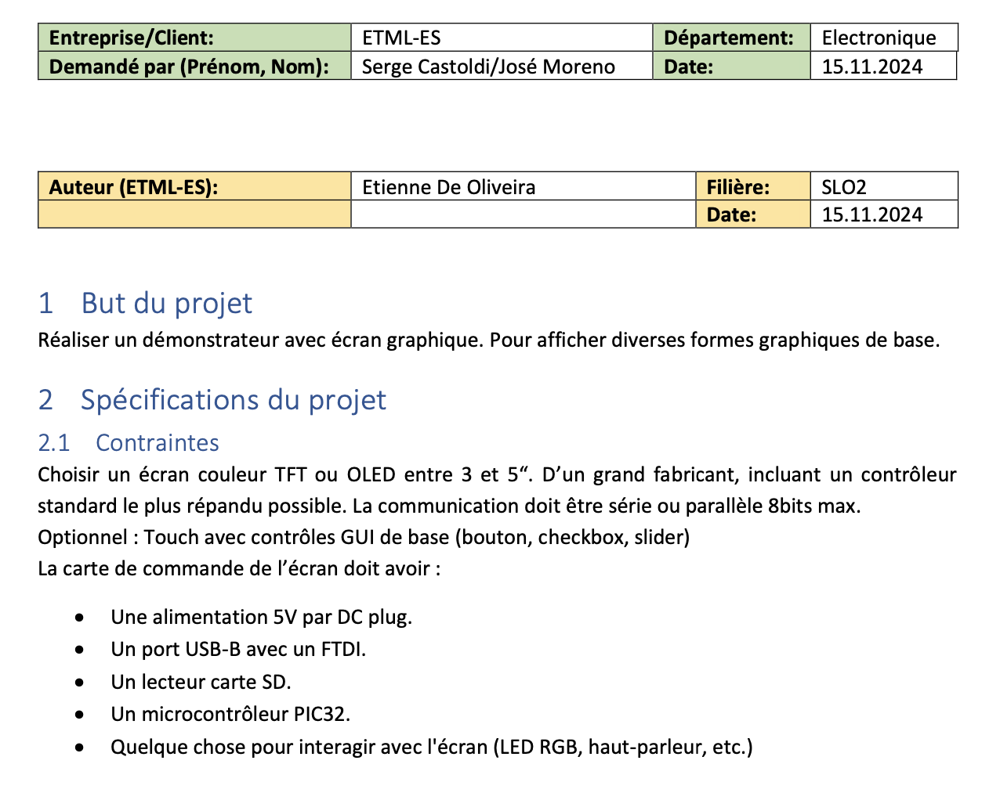 Entreprise/Client: ETML-ES Département: Electronique
Demandé par (Prénom, Nom): Serge Castoldi/José Moreno Date: 15.11.2024
Auteur (ETML-ES): Etienne De Oliveira Filière: SLO2
Date: 15.11.2024
1 But du projet
Réaliser un démonstrateur avec écran graphique. Pour afficher diverses formes graphiques de base.
2 Spécifications du projet
2.1 Contraintes
Choisir un écran couleur TFT ou OLED entre 3 et 5“. D’un grand fabricant, incluant un contrôleur
standard le plus répandu possible. La communication doit être série ou parallèle 8bits max.
Optionnel : Touch avec contrôles GUI de base (bouton, checkbox, slider)
La carte de commande de l’écran doit avoir :
• Une alimentation 5V par DC plug.
• Un port USB-B avec un FTDI.
• Un lecteur carte SD.
• Un microcontrôleur PIC32.
• Quelque chose pour interagir avec l'écran (LED RGB, haut-parleur, etc.)